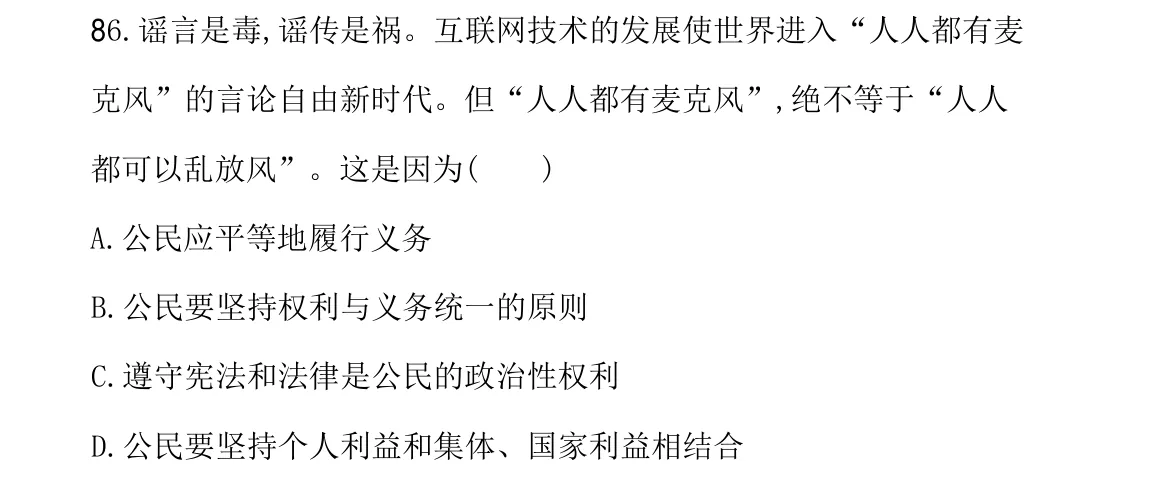 86.谣言是毒,谣传是祸。互联网技术的发展使世界进入“人人都有麦
克风”的言论自由新时代。但“人人都有麦克风”,绝不等于“人人
都可以乱放风”。这是因为(　　)
A.公民应平等地履行义务
B.公民要坚持权利与义务统一的原则
C.遵守宪法和法律是公民的政治性权利
D.公民要坚持个人利益和集体、国家利益相结合